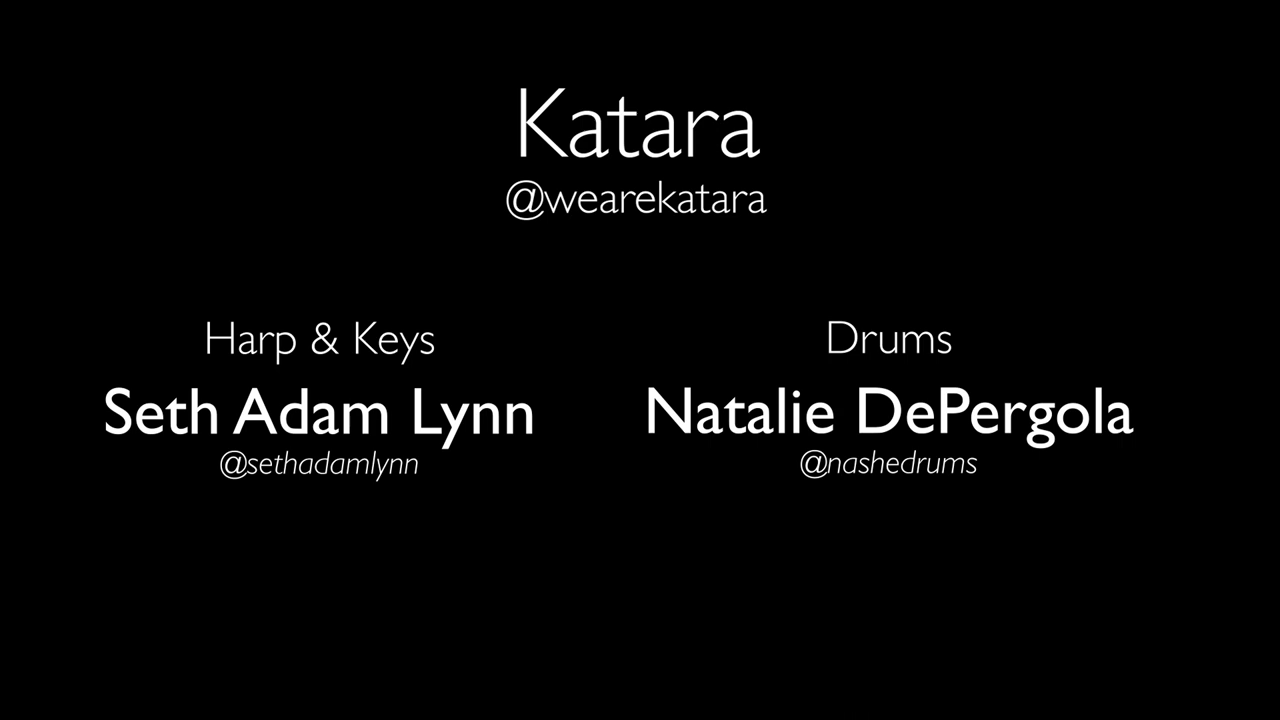 Katara
@wearekatara
Harp & Keys
Seth Adam Lynn
@sethadamlynn
Drums
Natalie DePergola
@nashedrums